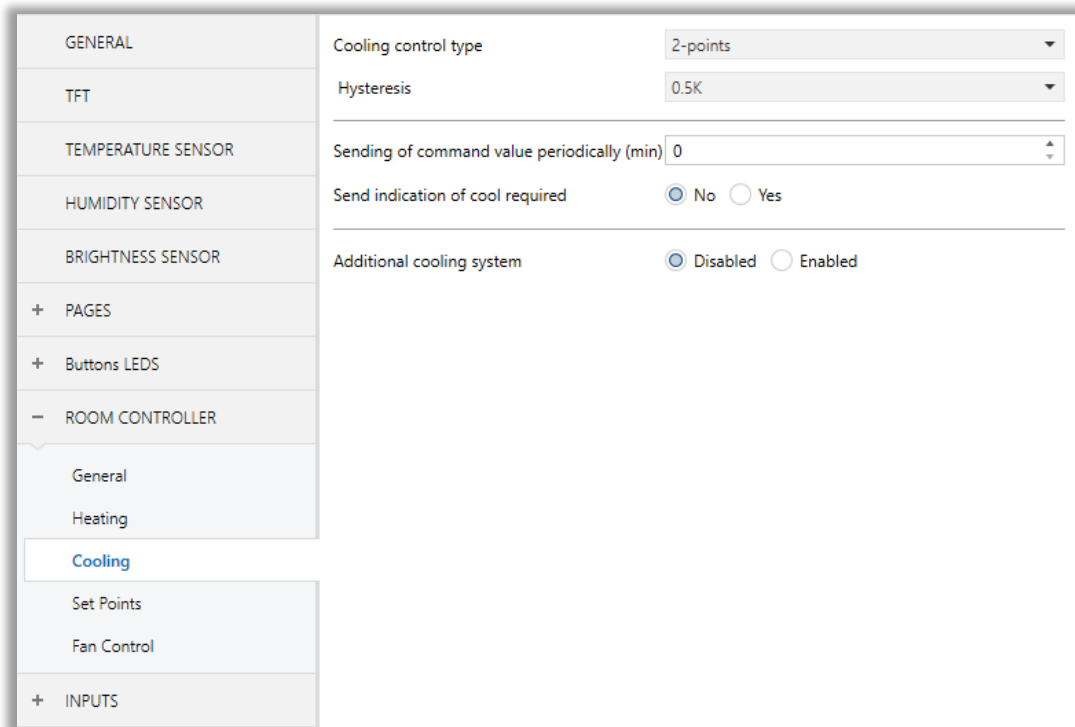 GENERAL
TFT
TEMPERATURE SENSOR
HUMIDITY SENSOR
BRIGHTNESS SENSOR
+ PAGES
+ Buttons LEDS
− ROOM CONTROLLER
General
Heating
Cooling
Set Points
Fan Control
+ INPUTS
Cooling control type 2-points
Hysteresis 0.5K
Sending of command value periodically (min) 0
Send indication of cool required No Yes
Additional cooling system Disabled Enabled